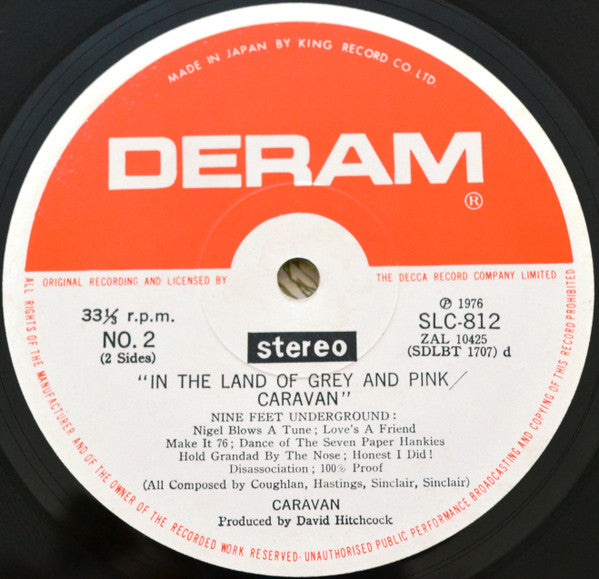 MADE IN JAPAN BY KING RECORD CO. LTD.
DERAM
®
ORIGINAL RECORDING AND LICENSED BY THE DECCA RECORD COMPANY LIMITED
33⅓ r.p.m.
NO. 2
(2 Sides)
stereo
℗ 1976
SLC-812
ZAL 10425
(SDLBT 1707) d
"IN THE LAND OF GREY AND PINK/
CARAVAN"
NINE FEET UNDERGROUND:
Nigel Blows A Tune; Love's A Friend
Make It 76; Dance of The Seven Paper Hankies
Hold Grandad By The Nose; Honest I Did!
Disassociation; 100% Proof
(All Composed by Coughlan, Hastings, Sinclair, Sinclair)
CARAVAN
Produced by David Hitchcock
ALL RIGHTS OF THE MANUFACTURER AND OF THE OWNER OF THE RECORDED WORK RESERVED·UNAUTHORISED PUBLIC PERFORMANCE BROADCASTING AND COPYING OF THIS RECORD PROHIBITED